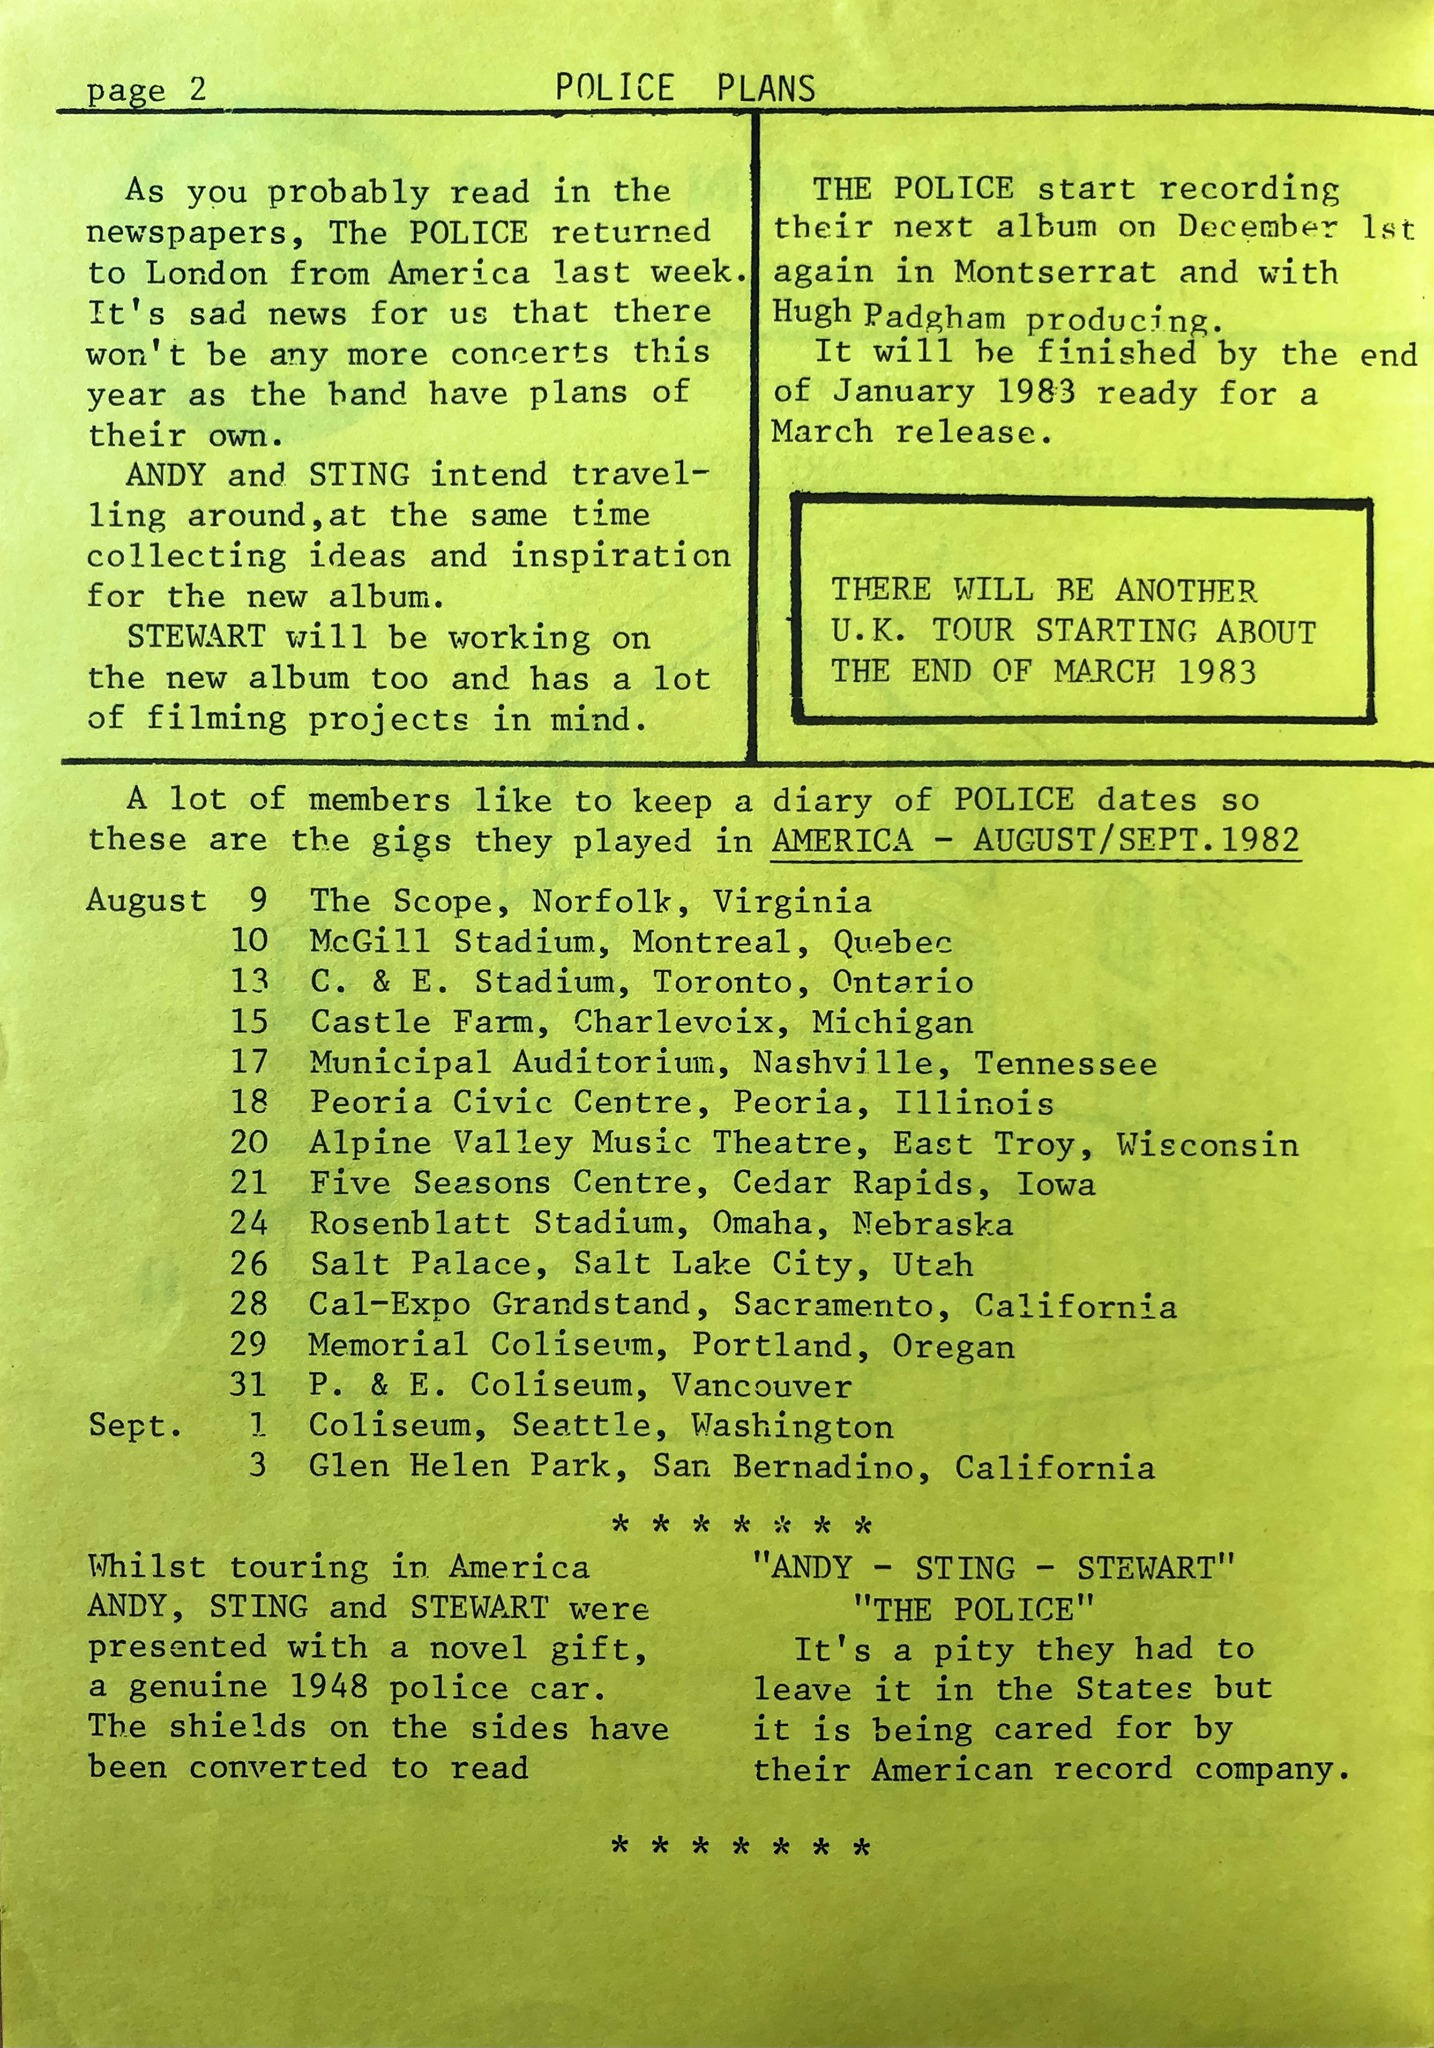 page 2
POLICE PLANS
As you probably read in the
newspapers, The POLICE returned
to London from America last week.
It's sad news for us that there
won't be any more concerts this
year as the band have plans of
their own.
ANDY and STING intend travel-
ling around,at the same time
collecting ideas and inspiration
for the new album.
STEWART will be working on
the new album too and has a lot
of filming projects in mind.
THE POLICE start recording
their next album on December 1st
again in Montserrat and with
Hugh Padgham producing.
It will be finished by the end
of January 1983 ready for a
March release.
THERE WILL BE ANOTHER
U.K. TOUR STARTING ABOUT
THE END OF MARCH 1983
A lot of members like to keep a diary of POLICE dates so
these are the gigs they played in AMERICA - AUGUST/SEPT.1982
August 9 The Scope, Norfolk, Virginia
10 McGill Stadium, Montreal, Quebec
13 C. & E. Stadium, Toronto, Ontario
15 Castle Farm, Charlevoix, Michigan
17 Municipal Auditorium, Nashville, Tennessee
18 Peoria Civic Centre, Peoria, Illinois
20 Alpine Valley Music Theatre, East Troy, Wisconsin
21 Five Seasons Centre, Cedar Rapids, Iowa
24 Rosenblatt Stadium, Omaha, Nebraska
26 Salt Palace, Salt Lake City, Utah
28 Cal-Expo Grandstand, Sacramento, California
29 Memorial Coliseum, Portland, Oregan
31 P. & E. Coliseum, Vancouver
Sept. 1 Coliseum, Seattle, Washington
3 Glen Helen Park, San Bernadino, California
* * * * * * *
Whilst touring in America
ANDY, STING and STEWART were
presented with a novel gift,
a genuine 1948 police car.
The shields on the sides have
been converted to read
"ANDY - STING - STEWART"
"THE POLICE"
It's a pity they had to
leave it in the States but
it is being cared for by
their American record company.
* * * * * * *